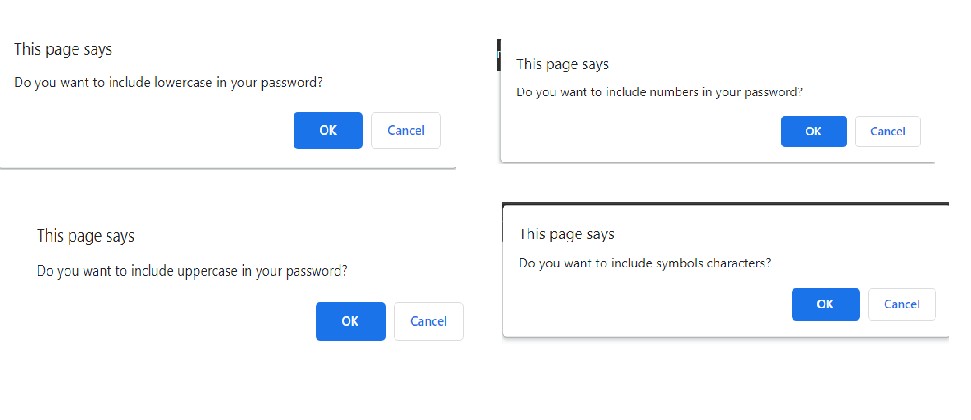 This page says
Do you want to include lowercase in your password?
OK Cancel
This page says
Do you want to include numbers in your password?
OK Cancel
This page says
Do you want to include uppercase in your password?
OK Cancel
This page says
Do you want to include symbols characters?
OK Cancel